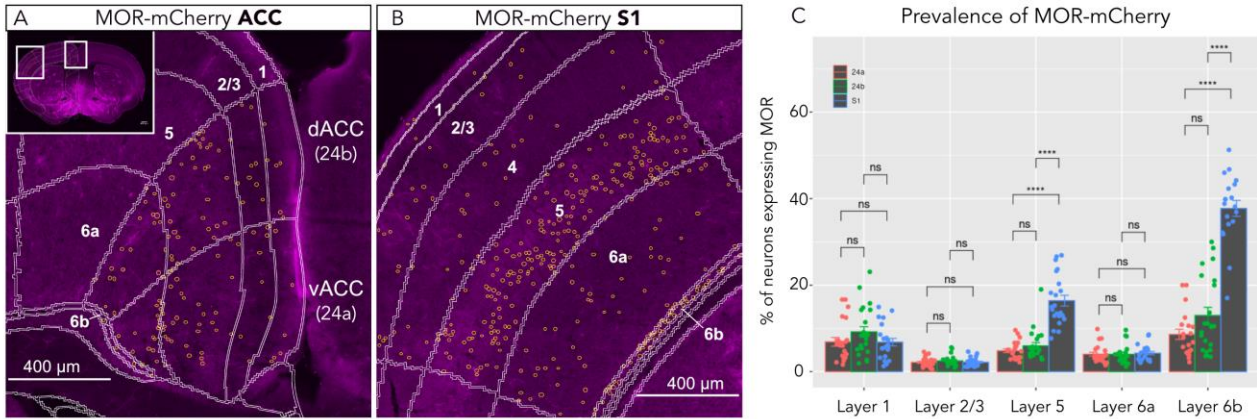 A
MOR-mCherry ACC
1
2/3
5
dACC
(24b)
6a
vACC
(24a)
6b
400 µm
B
MOR-mCherry S1
1
2/3
4
5
6a
6b
400 µm
C
Prevalence of MOR-mCherry
% of neurons expressing MOR
60
40
20
0
24a
24b
S1
ns
ns
ns
ns
ns
ns
****
****
ns
ns
ns
ns
****
****
ns
Layer 1
Layer 2/3
Layer 5
Layer 6a
Layer 6b